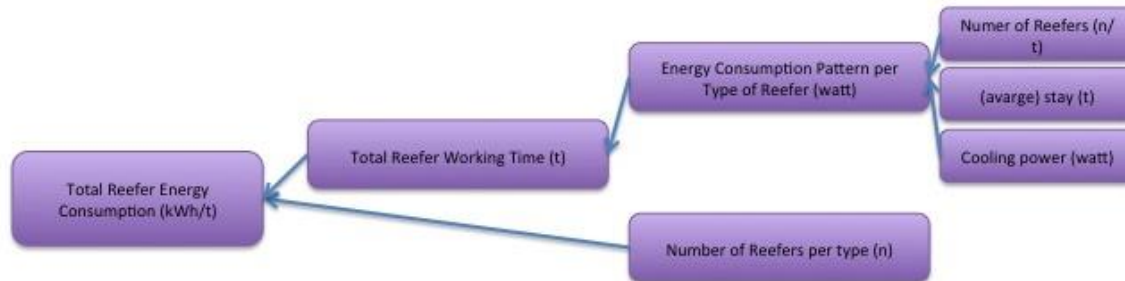 Total Reefer Energy
Consumption (kWh/t)
Total Reefer Working Time (t)
Energy Consumption Pattern per
Type of Reefer (watt)
Number of Reefers per type (n)
Numer of Reefers (n/
t)
(avarge) stay (t)
Cooling power (watt)